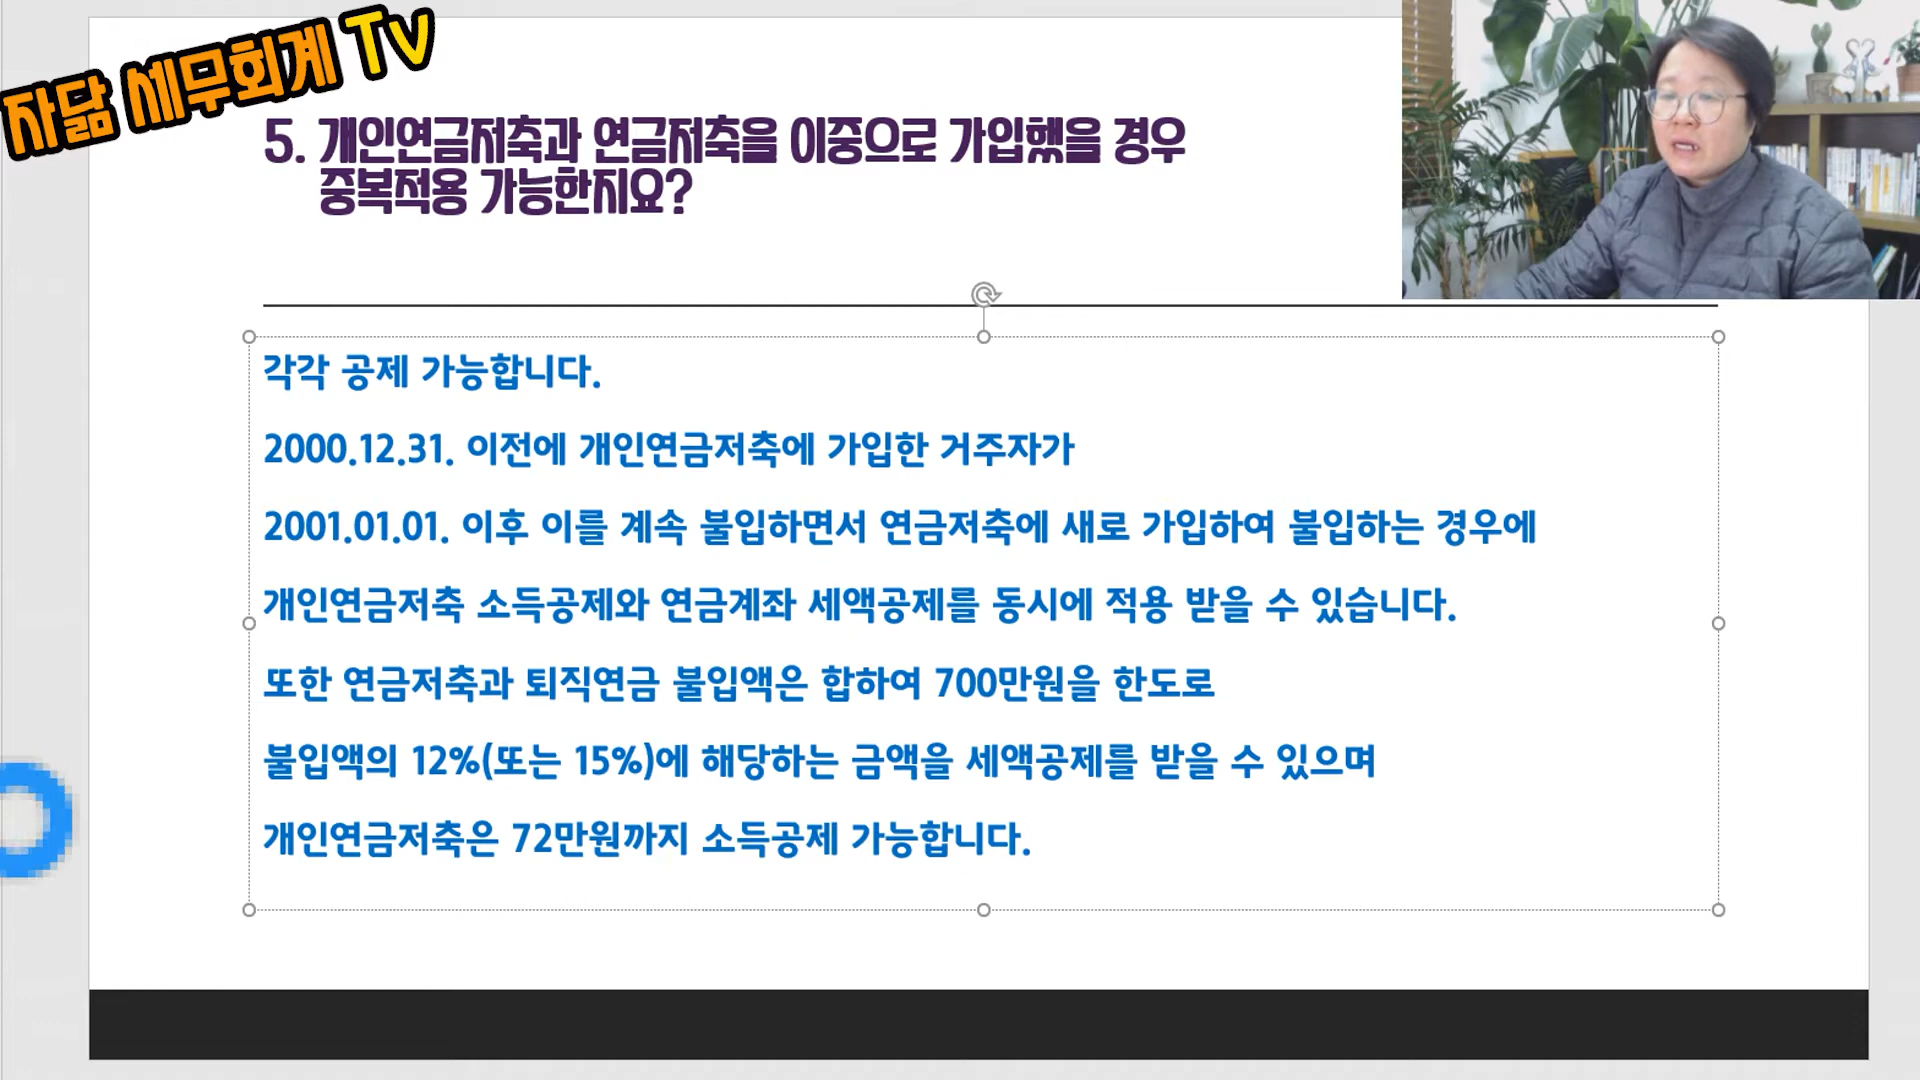 자닮 세무회계 TV
5. 개인연금저축과 연금저축을 이중으로 가입했을 경우
중복적용 가능한지요?
각각 공제 가능합니다.
2000.12.31. 이전에 개인연금저축에 가입한 거주자가
2001.01.01. 이후 이를 계속 불입하면서 연금저축에 새로 가입하여 불입하는 경우에
개인연금저축 소득공제와 연금계좌 세액공제를 동시에 적용 받을 수 있습니다.
또한 연금저축과 퇴직연금 불입액은 합하여 700만원을 한도로
불입액의 12%(또는 15%)에 해당하는 금액을 세액공제를 받을 수 있으며
개인연금저축은 72만원까지 소득공제 가능합니다.